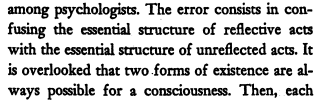 among psychologists. The error consists in con-
fusing the essential structure of reflective acts
with the essential structure of unreflected acts. It
is overlooked that two forms of existence are al-
ways possible for a consciousness. Then, each